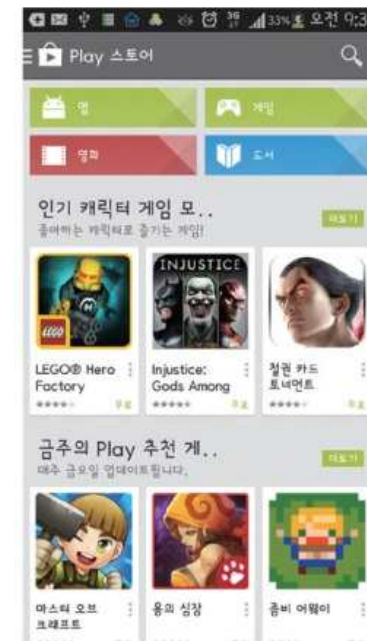 33% 오전 9:3
Play 스토어
앱 게임
영화 도서
인기 캐릭터 게임 모..
더보기
좋아하는 캐릭터로 즐기는 게임!
INJUSTICE
LEGO
LEGO® Hero Factory
Injustice: Gods Among
철권 카드 토너먼트
무료 무료 무료
금주의 Play 추천 게..
더보기
매주 금요일 업데이트됩니다.
마스터 오브 크래프트
용의 심장
좀비 어웨이